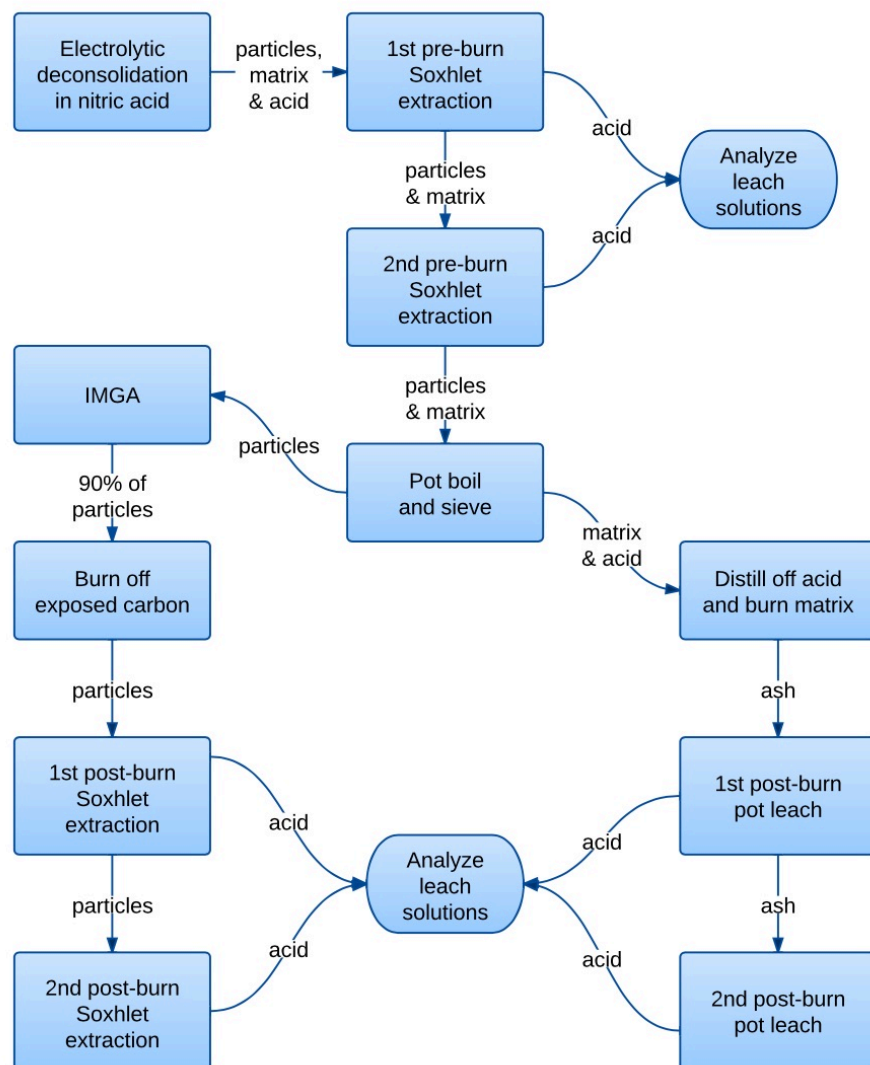 Electrolytic
deconsolidation
in nitric acid
particles,
matrix
& acid
1st pre-burn
Soxhlet
extraction
acid
Analyze
leach
solutions
particles
& matrix
acid
2nd pre-burn
Soxhlet
extraction
particles
& matrix
IMGA
particles
Pot boil
and sieve
90% of
particles
matrix
& acid
Burn off
exposed carbon
Distill off acid
and burn matrix
particles
ash
1st post-burn
Soxhlet
extraction
acid
1st post-burn
pot leach
acid
Analyze
leach
solutions
particles
ash
acid
acid
2nd post-burn
Soxhlet
extraction
2nd post-burn
pot leach